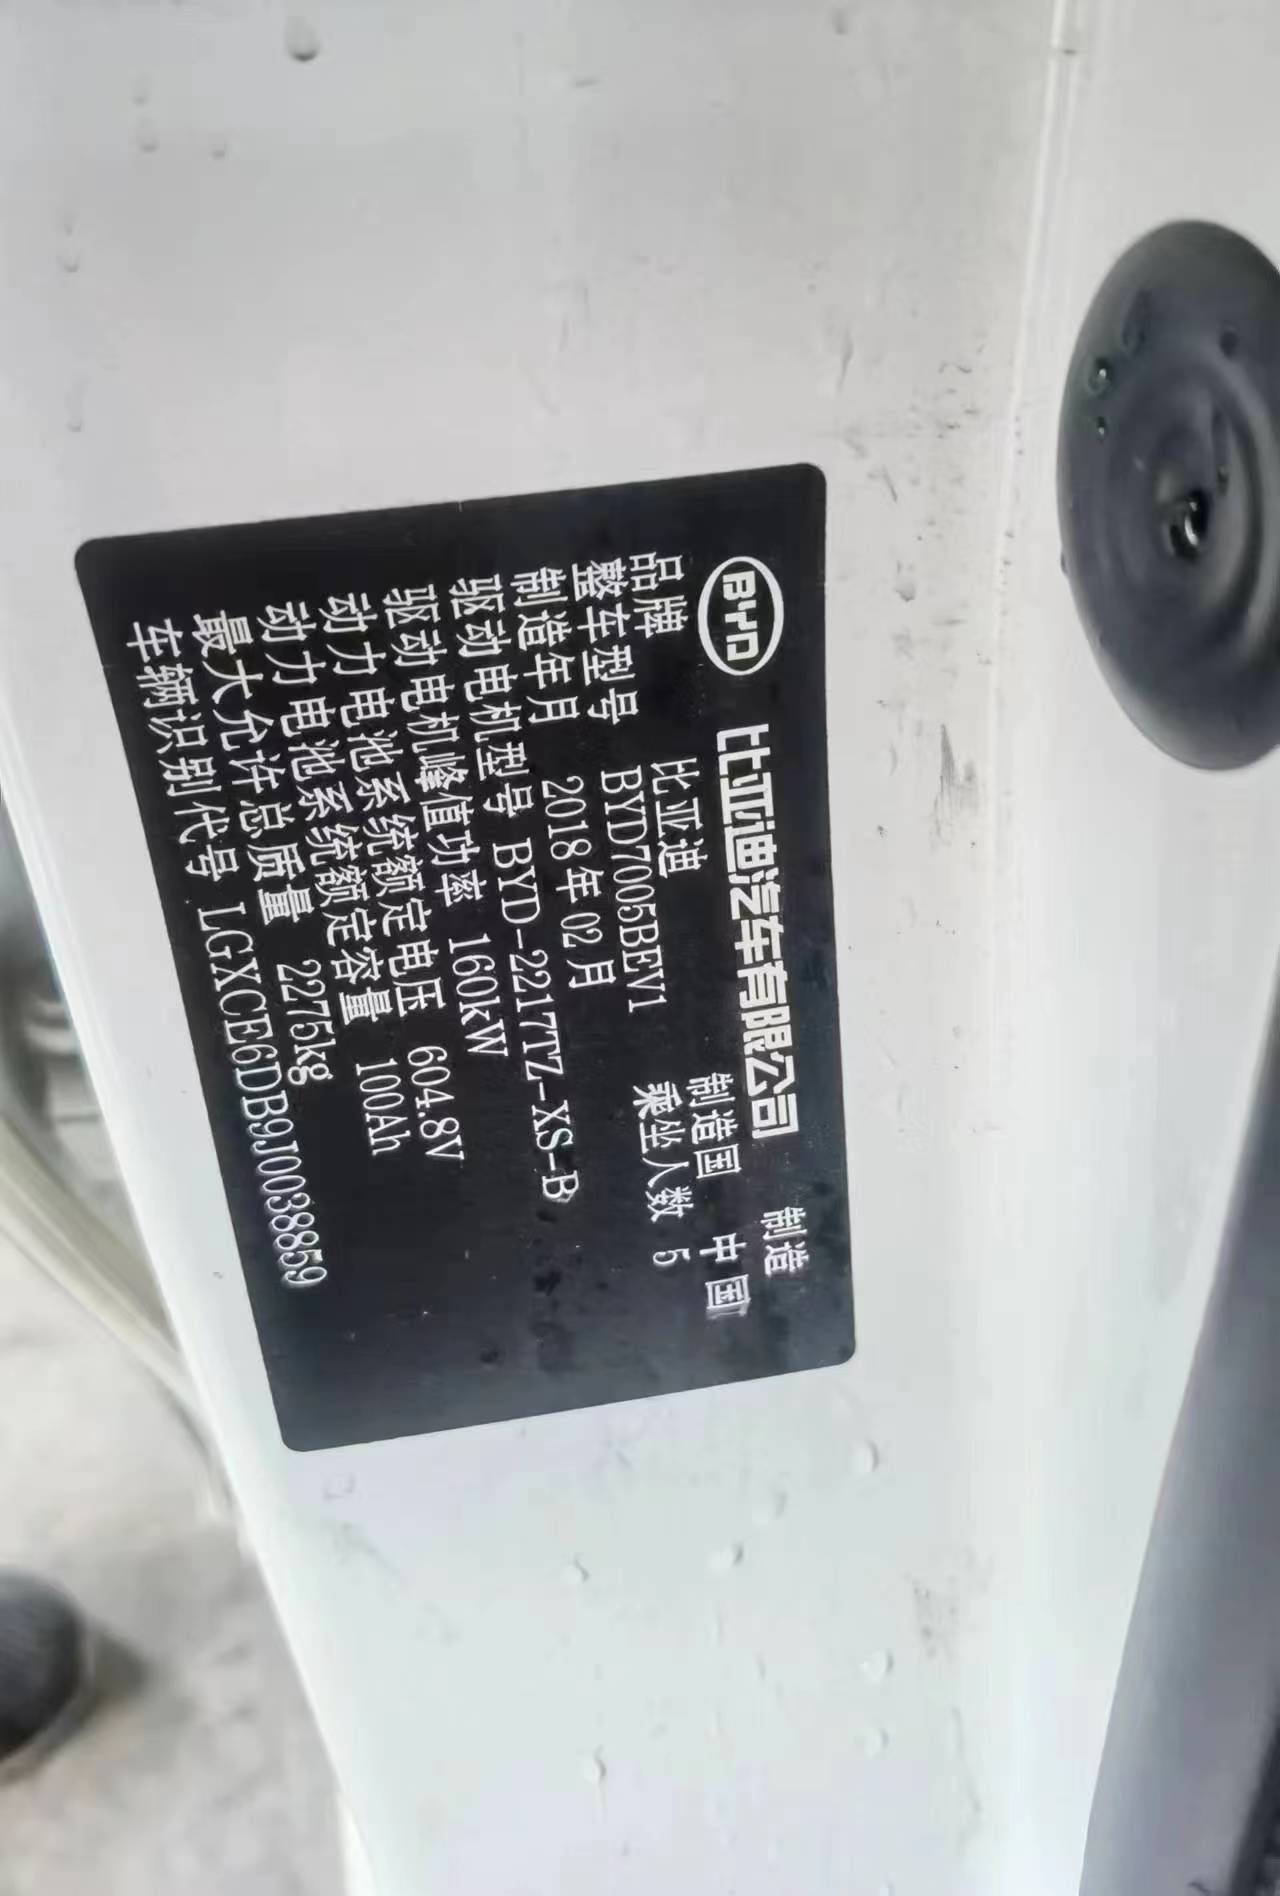 BYD 比亚迪汽车有限公司 制造
品牌 比亚迪 制造国 中国
整车型号 BYD7005BEV1 乘坐人数 5
制造年月 2018年02月
驱动电机型号 BYD-2217TZ-XS-B
驱动电机峰值功率 160kW
动力电池系统额定电压 604.8V
动力电池系统额定容量 100Ah
最大允许总质量 2275kg
车辆识别代号 LGXCE6DB9J0038859